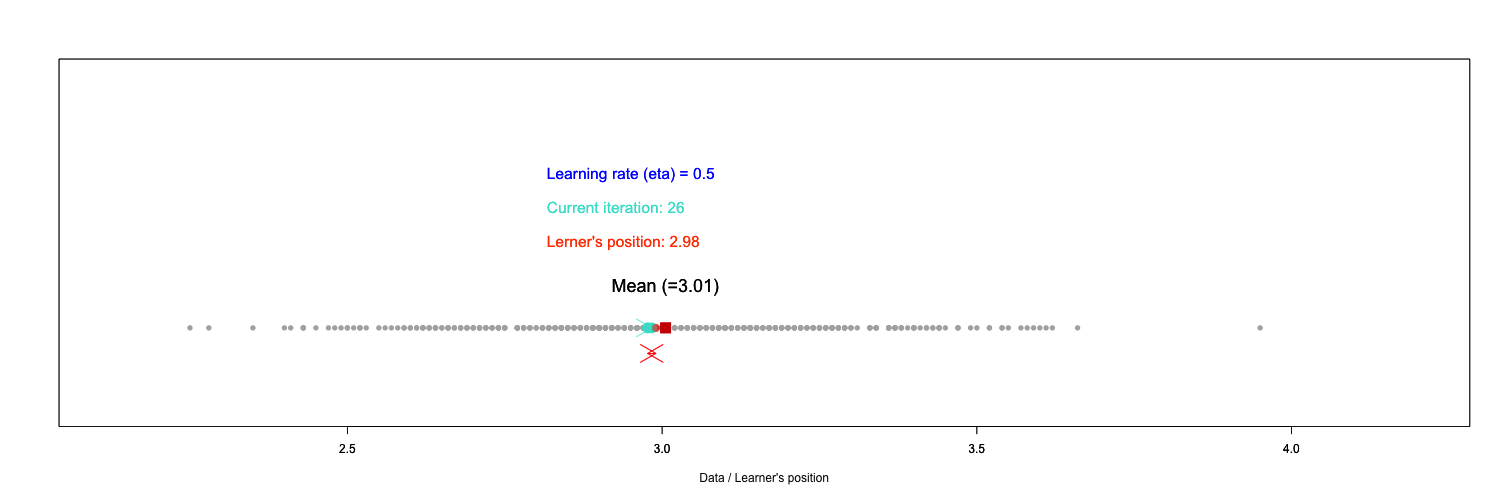 Learning rate (eta) = 0.5
Current iteration: 26
Lerner's position: 2.98
Mean (=3.01)
2.5 3.0 3.5 4.0
Data / Learner's position